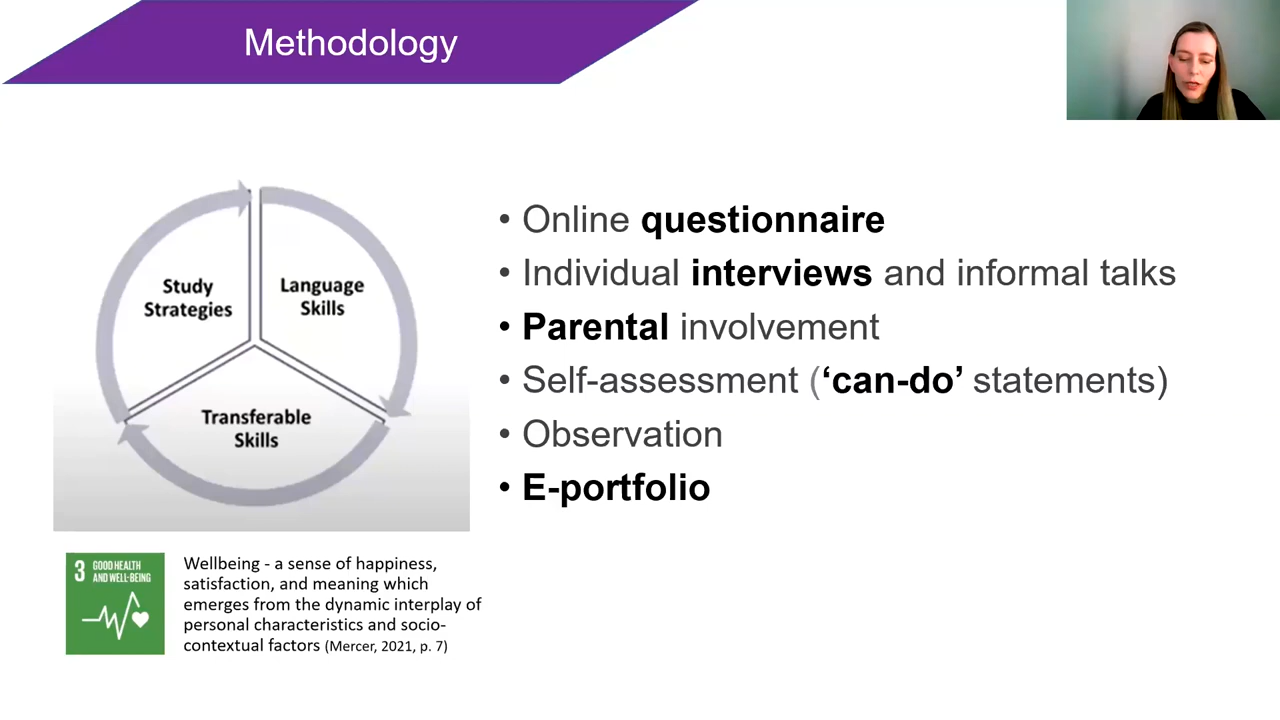 Methodology
Study
Strategies
Language
Skills
Transferable
Skills
• Online questionnaire
• Individual interviews and informal talks
• Parental involvement
• Self-assessment (‘can-do’ statements)
• Observation
• E-portfolio
3 GOOD HEALTH
AND WELL-BEING
Wellbeing - a sense of happiness,
satisfaction, and meaning which
emerges from the dynamic interplay of
personal characteristics and socio-
contextual factors (Mercer, 2021, p. 7)